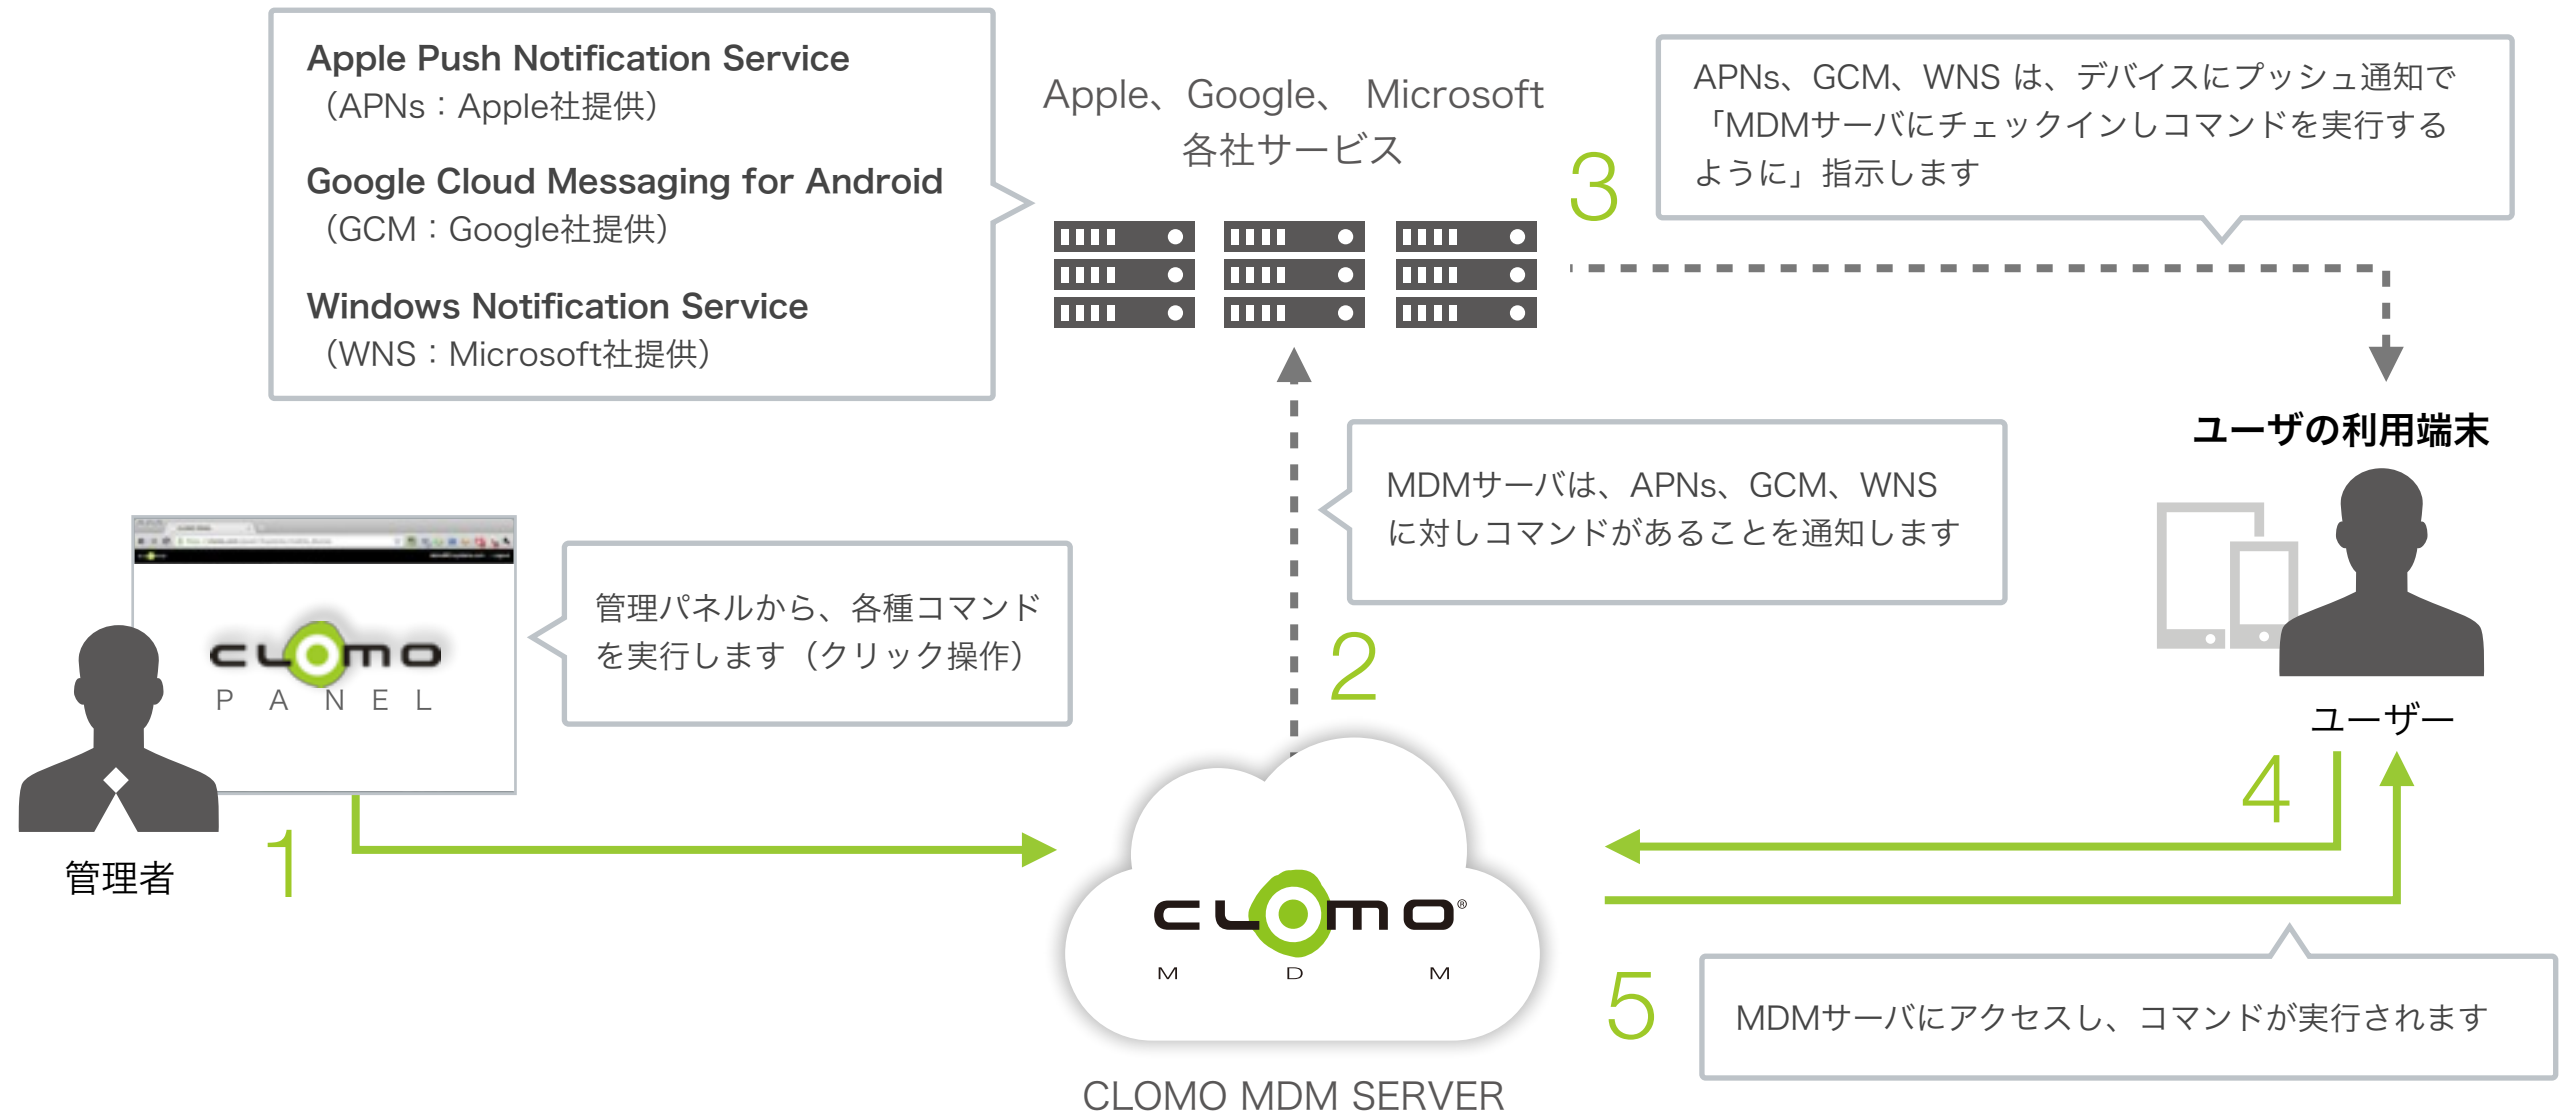 Apple Push Notification Service
（APNs：Apple社提供）
Google Cloud Messaging for Android
（GCM：Google社提供）
Windows Notification Service
（WNS：Microsoft社提供）
Apple、Google、 Microsoft
各社サービス
3
APNs、GCM、WNS は、デバイスにプッシュ通知で
「MDMサーバにチェックインしコマンドを実行する
ように」指示します
ユーザの利用端末
ユーザー
MDMサーバは、APNs、GCM、WNS
に対しコマンドがあることを通知します
2
CLOMO
PANEL
管理パネルから、各種コマンド
を実行します（クリック操作）
管理者
1
4
CLOMO®
MDM
CLOMO MDM SERVER
5
MDMサーバにアクセスし、コマンドが実行されます